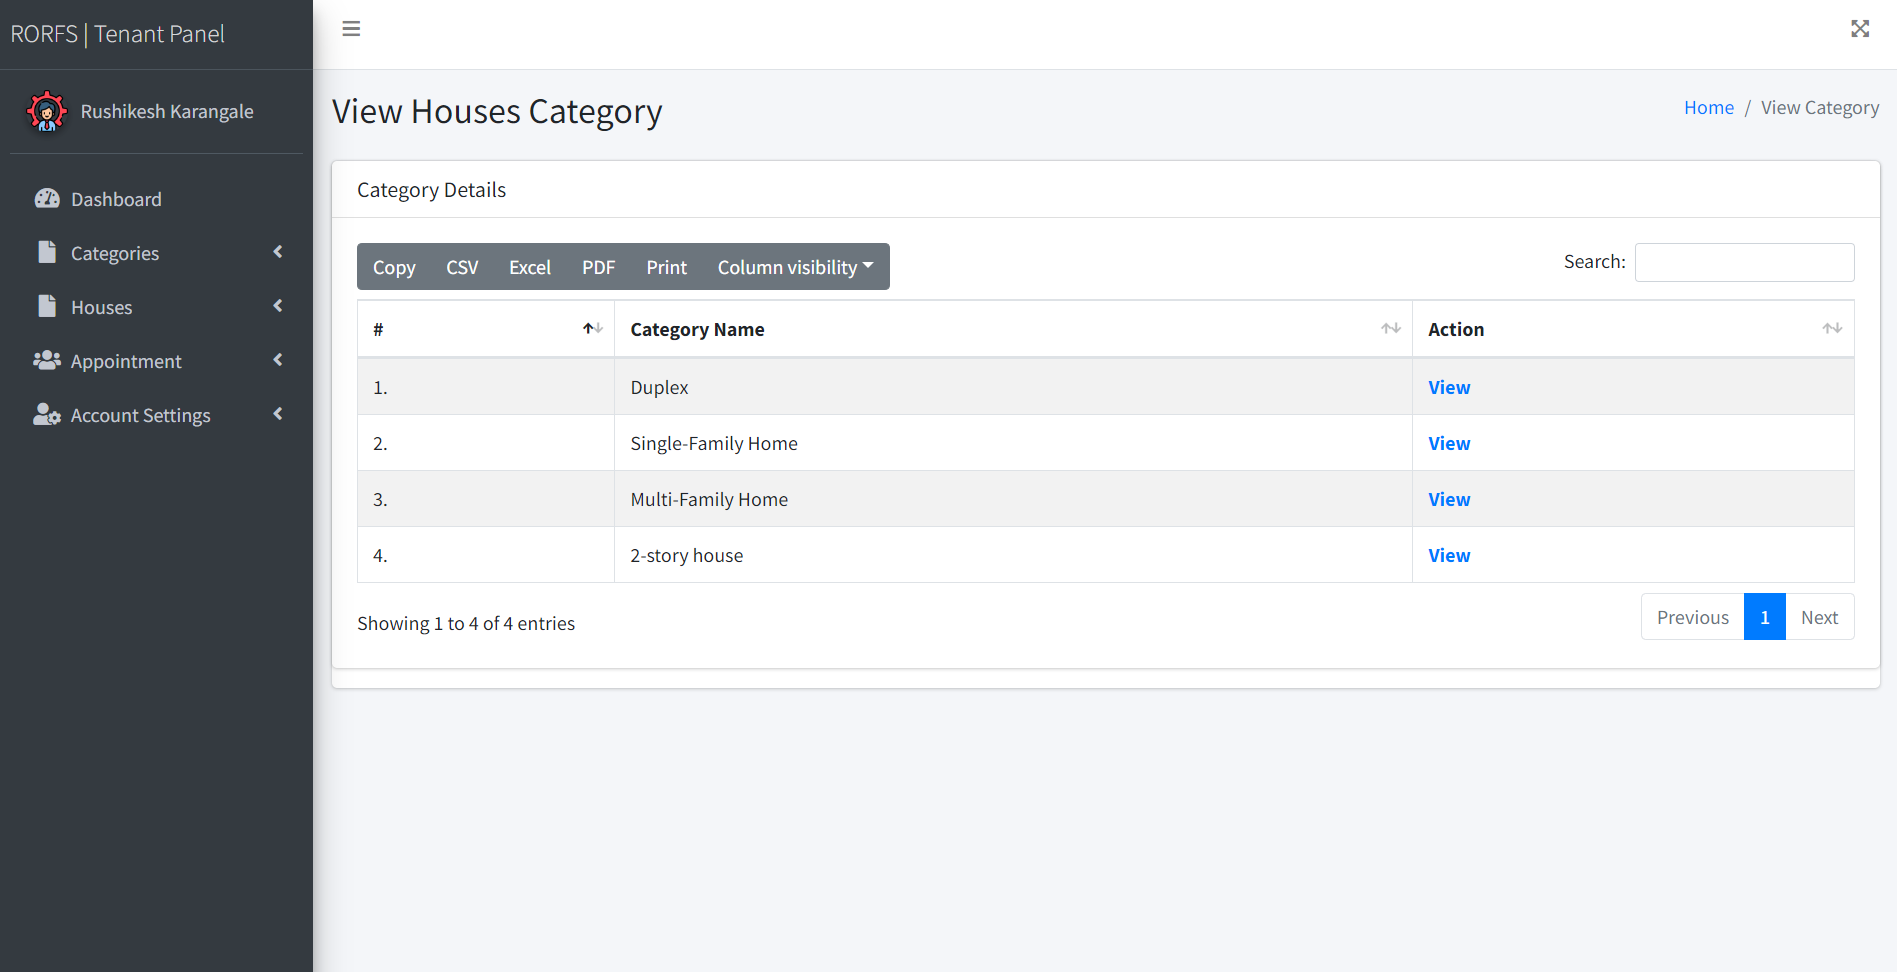 RORFS | Tenant Panel
Rushikesh Karangale
Dashboard
Categories
Houses
Appointment
Account Settings
View Houses Category
Home / View Category
Category Details
Copy CSV Excel PDF Print Column visibility
Search:
# Category Name Action
1. Duplex View
2. Single-Family Home View
3. Multi-Family Home View
4. 2-story house View
Showing 1 to 4 of 4 entries
Previous 1 Next